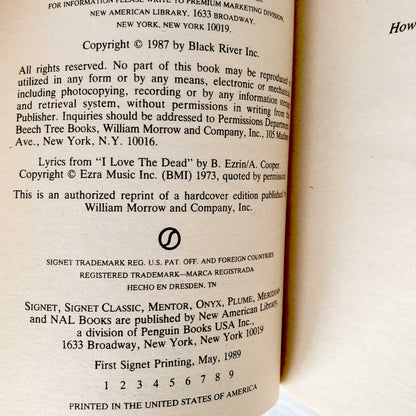 FOR INFORMATION PLEASE WRITE TO PREMIUM MARKETING DIVISION,
NEW AMERICAN LIBRARY. 1633 BROADWAY,
NEW YORK, NEW YORK 10019.
Copyright © 1987 by Black River Inc.
All rights reserved. No part of this book may be reproduced
utilized in any form or by any means, electronic or mechanical
including photocopying, recording or by any information storage
and retrieval system, without permissions in writing from the
Publisher. Inquiries should be addressed to Permissions Department,
Beech Tree Books, William Morrow and Company, Inc., 105 Madison
Ave., New York, N.Y. 10016.
Lyrics from "I Love The Dead" by B. Ezrin/A. Cooper
Copyright © Ezra Music Inc. (BMI) 1973, quoted by permission
This is an authorized reprint of a hardcover edition published by
William Morrow and Company, Inc.
SIGNET TRADEMARK REG. U.S. PAT. OFF. AND FOREIGN COUNTRIES
REGISTERED TRADEMARK—MARCA REGISTRADA
HECHO EN DRESDEN, TN
SIGNET, SIGNET CLASSIC, MENTOR, ONYX, PLUME, MERIDIAN
and NAL BOOKS are published by New American Library,
a division of Penguin Books USA Inc.,
1633 Broadway, New York, New York 10019
First Signet Printing, May, 1989
1 2 3 4 5 6 7 8 9
PRINTED IN THE UNITED STATES OF AMERICA
How